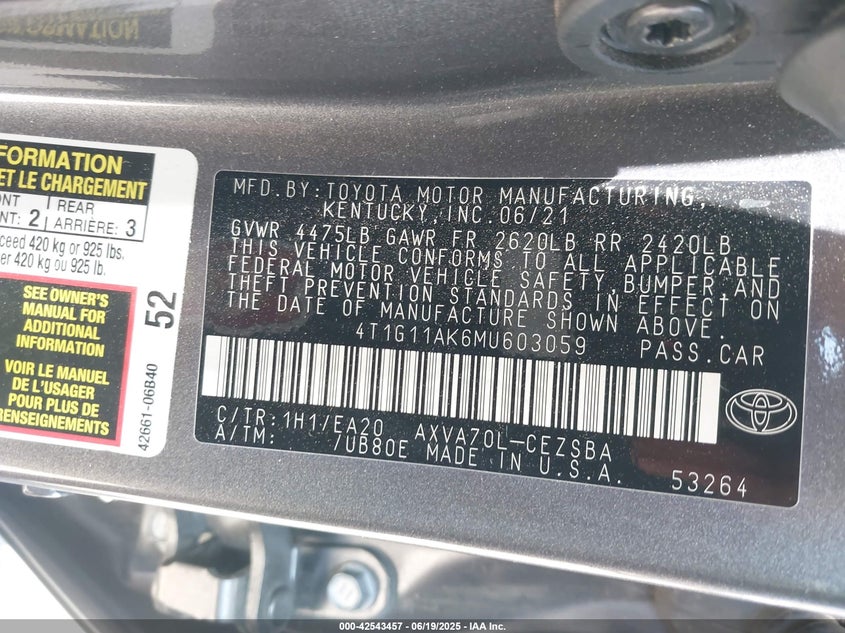 FORMATION
ET LE CHARGEMENT
ONT REAR
NT: 2 ARRIÈRE: 3
ceed 420 kg or 925 lbs.
er 420 kg ou 925 lb.
SEE OWNER'S
MANUAL FOR
ADDITIONAL
INFORMATION
VOIR LE MANUEL
DE L'USAGER
POUR PLUS DE
RENSEIGNEMENTS
52
42661-06B40
MFD.BY:TOYOTA MOTOR MANUFACTURING,
KENTUCKY, INC. 06/21
GVWR 4475LB GAWR FR 2620LB RR 2420LB
THIS VEHICLE CONFORMS TO ALL APPLICABLE
FEDERAL MOTOR VEHICLE SAFETY, BUMPER, AND
THEFT PREVENTION STANDARDS IN EFFECT ON
THE DATE OF MANUFACTURE SHOWN ABOVE.
4T1G11AK6MU603059 PASS.CAR
C/TR:1H1/EA20 AXVA70L-CEZSBA
A/TM: 7UB80E MADE IN U.S.A.
53264
000-42543457 - 06/19/2025 - IAA Inc.